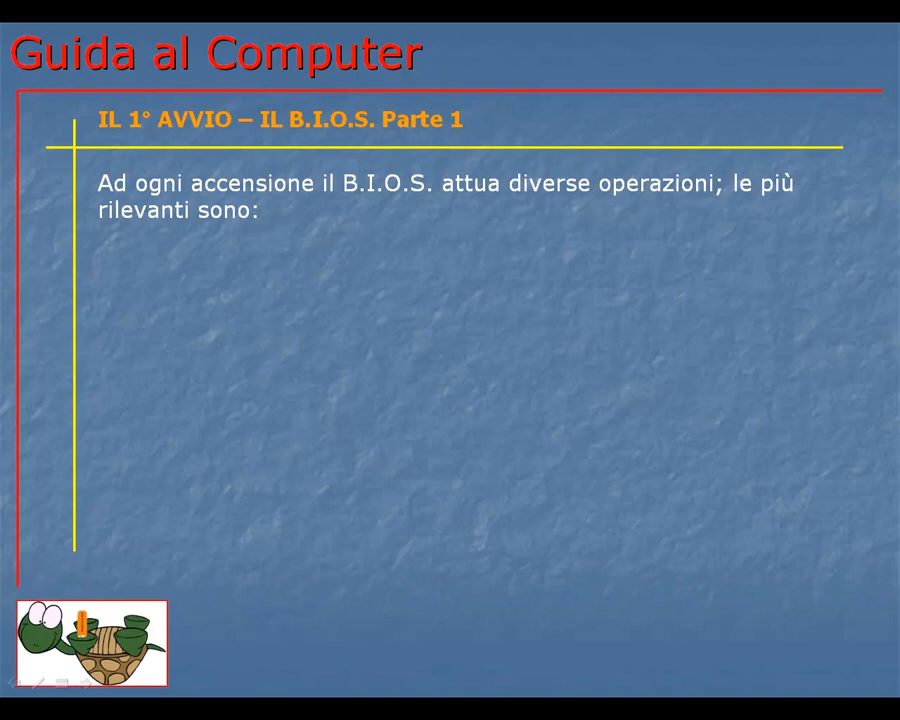 Guida al Computer
IL 1° AVVIO – IL B.I.O.S. Parte 1
Ad ogni accensione il B.I.O.S. attua diverse operazioni; le più
rilevanti sono: